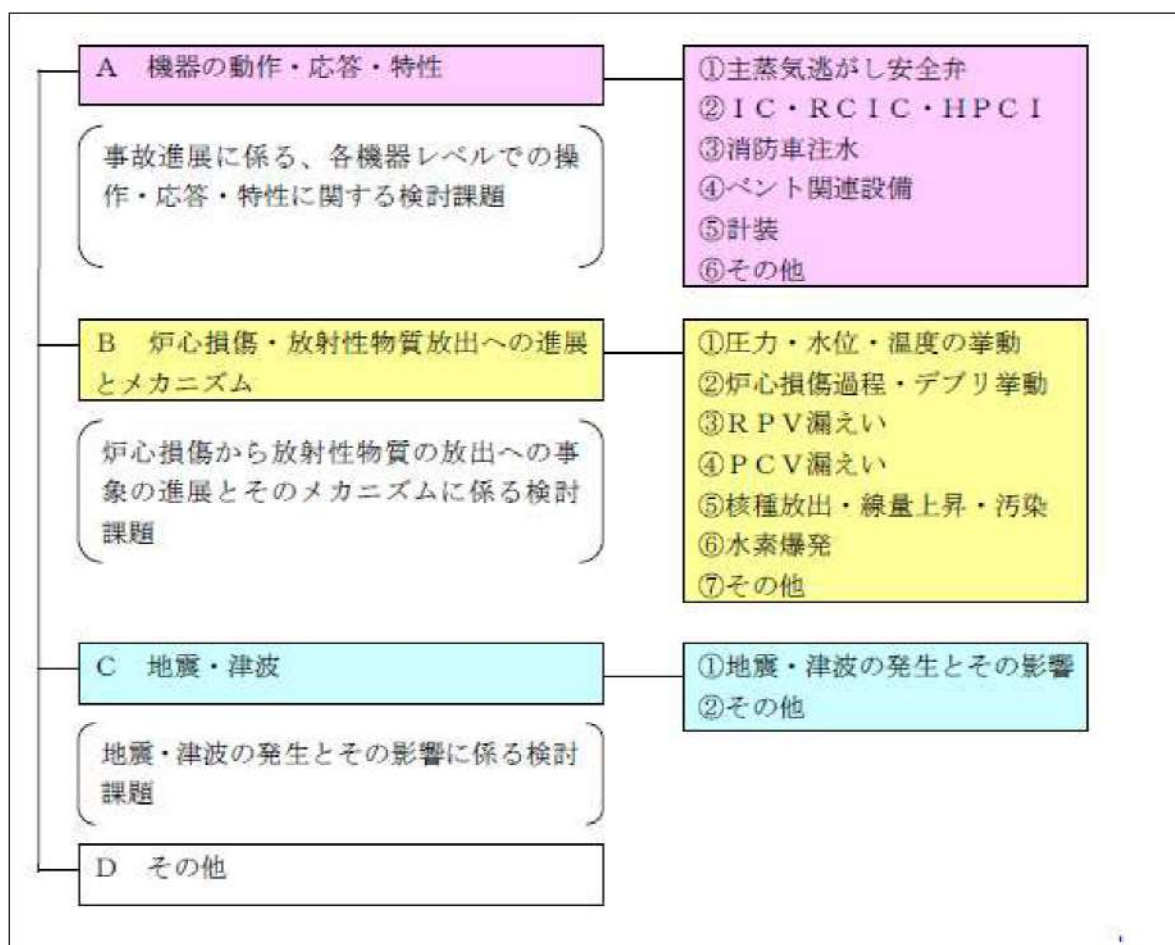 A　機器の動作・応答・特性
事故進展に係る、各機器レベルでの操
作・応答・特性に関する検討課題
①主蒸気逃がし安全弁
②ＩＣ・ＲＣＩＣ・ＨＰＣＩ
③消防車注水
④ベント関連設備
⑤計装
⑥その他
B　炉心損傷・放射性物質放出への進展
とメカニズム
炉心損傷から放射性物質の放出への事
象の進展とそのメカニズムに係る検討
課題
①圧力・水位・温度の挙動
②炉心損傷過程・デブリ挙動
③ＲＰＶ漏えい
④ＰＣＶ漏えい
⑤核種放出・線量上昇・汚染
⑥水素爆発
⑦その他
C　地震・津波
地震・津波の発生とその影響に係る検討
課題
①地震・津波の発生とその影響
②その他
D　その他